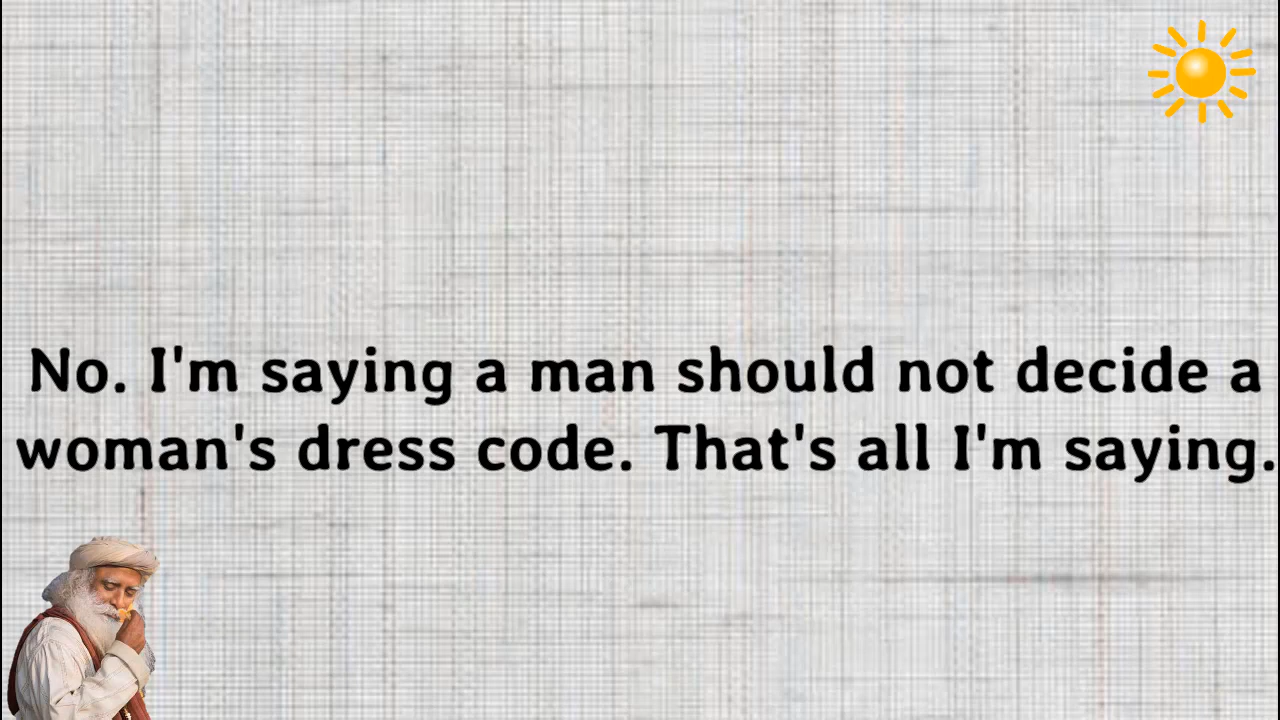 No. I'm saying a man should not decide a
woman's dress code. That's all I'm saying.